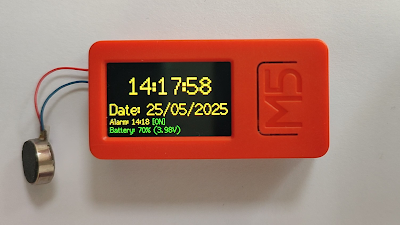 14:17:58
Date: 25/05/2025
Alarm: 14:18 [ON]
Battery: 70% (3.98V)
M5